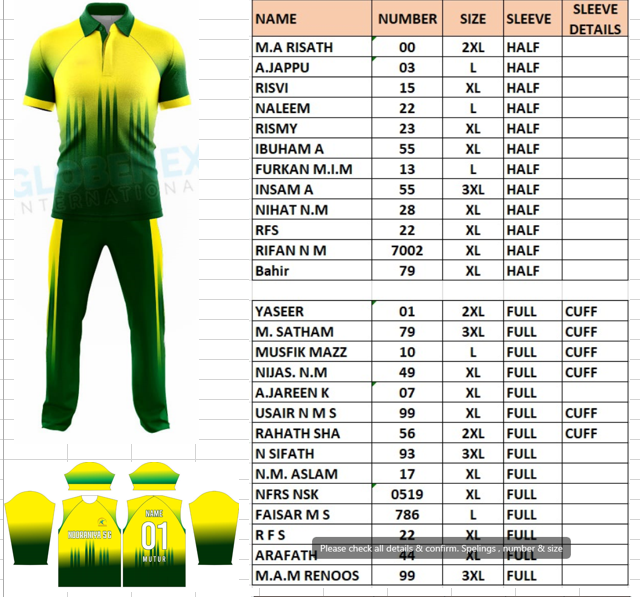 NAME NUMBER SIZE SLEEVE SLEEVE DETAILS
M.A RISATH 00 2XL HALF
A.JAPPU 03 L HALF
RISVI 15 XL HALF
NALEEM 22 L HALF
RISMY 23 XL HALF
IBUHAM A 55 XL HALF
FURKAN M.I.M 13 L HALF
INSAM A 55 3XL HALF
NIHAT N.M 28 XL HALF
RFS 22 XL HALF
RIFAN N M 7002 XL HALF
Bahir 79 XL HALF
YASEER 01 2XL FULL CUFF
M. SATHAM 79 3XL FULL CUFF
MUSFIK MAZZ 10 L FULL CUFF
NIJAS. N.M 49 XL FULL CUFF
A.JAREEN K 07 XL FULL
USAIR N M S 99 XL FULL CUFF
RAHATH SHA 56 2XL FULL CUFF
N SIFATH 93 3XL FULL
N.M. ASLAM 17 XL FULL
NFRS NSK 0519 XL FULL
FAISAR M S 786 L FULL
R F S 22 XL FULL
Please check all details & confirm. Spelings , number & size
ARAFATH 44 XL FULL
M.A.M RENOOS 99 3XL FULL
INTERNATIONA
NAME
01
MUTUR